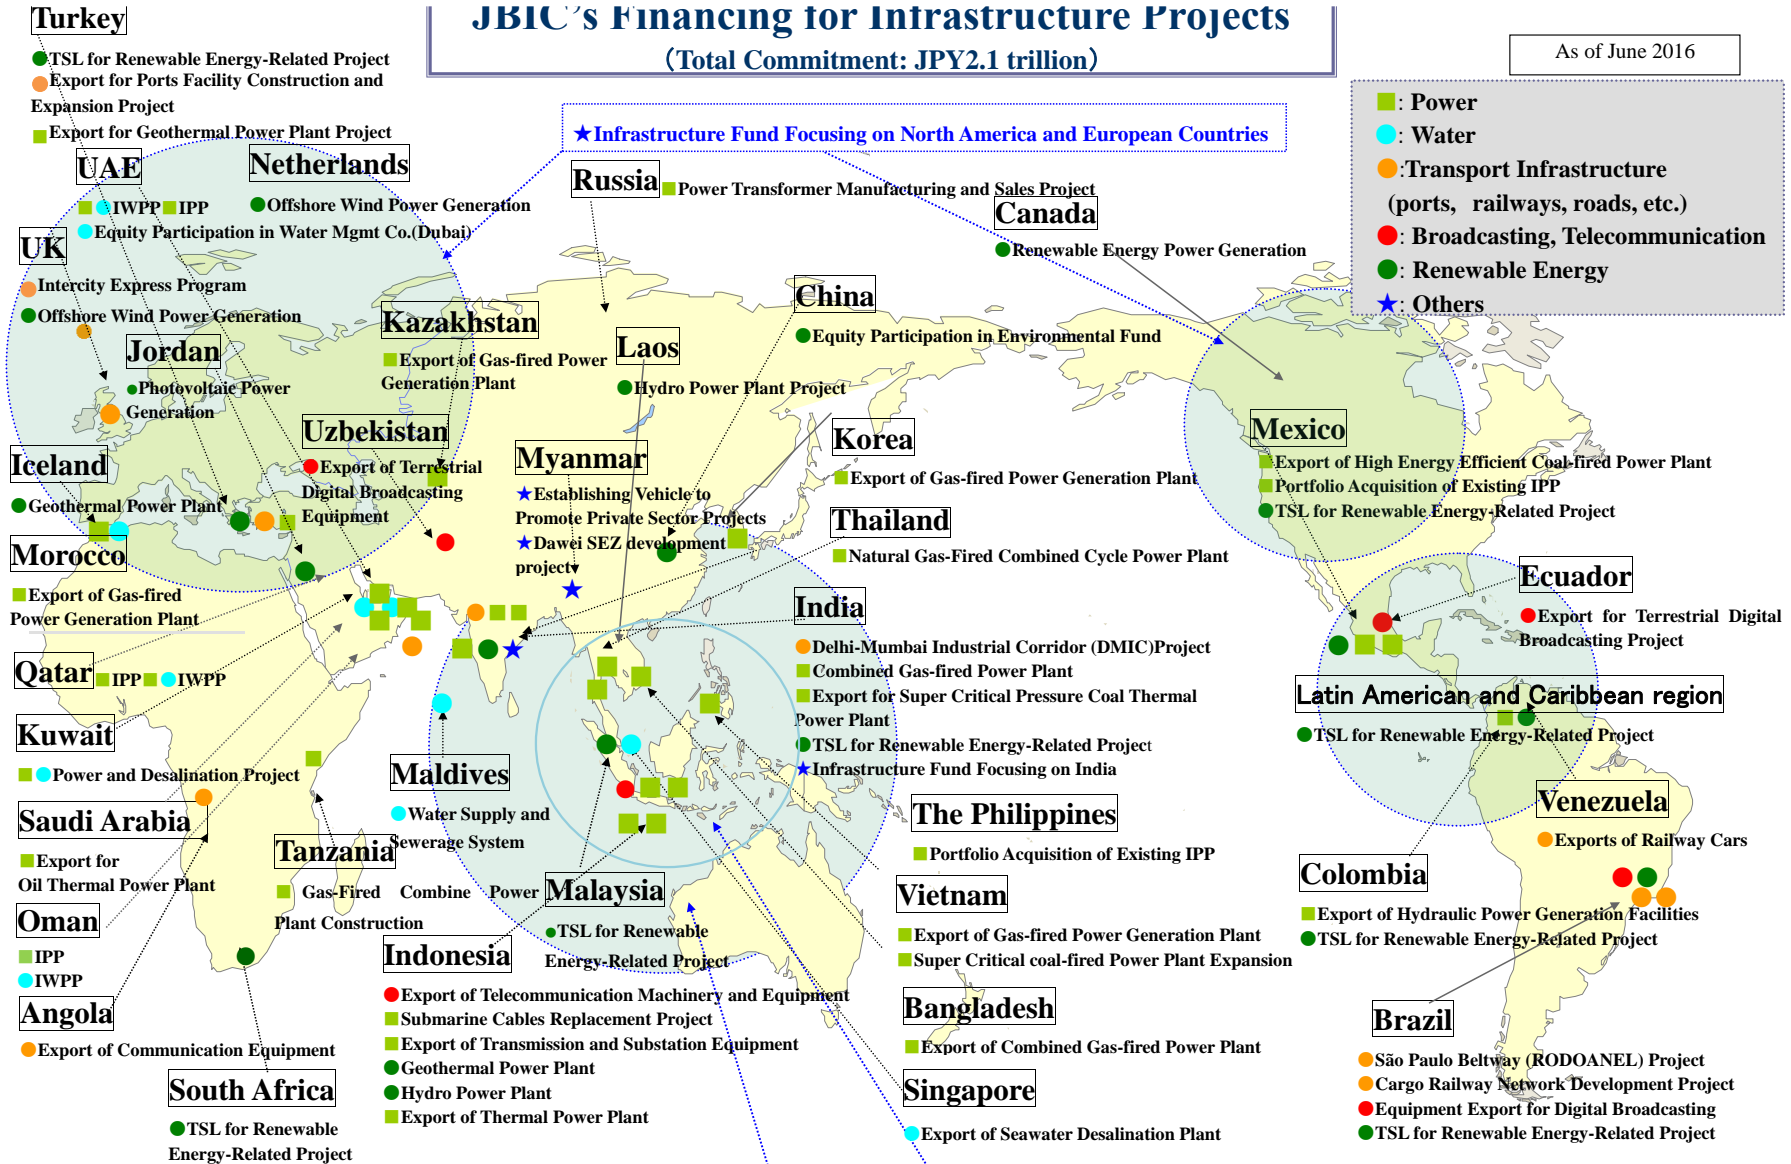 JBIC's Financing for Infrastructure Projects
(Total Commitment: JPY2.1 trillion)
As of June 2016
: Power
: Water
:Transport Infrastructure
(ports, railways, roads, etc.)
: Broadcasting, Telecommunication
: Renewable Energy
: Others
★Infrastructure Fund Focusing on North America and European Countries
Turkey
TSL for Renewable Energy-Related Project
Export for Ports Facility Construction and
Expansion Project
Export for Geothermal Power Plant Project
UAE
IWPP IPP
Equity Participation in Water Mgmt Co.(Dubai)
Netherlands
Offshore Wind Power Generation
UK
Intercity Express Program
Offshore Wind Power Generation
Jordan
Photovoltaic Power
Generation
Kazakhstan
Export of Gas-fired Power
Generation Plant
Uzbekistan
Export of Terrestrial
Digital Broadcasting
Equipment
Iceland
Geothermal Power Plant
Morocco
Export of Gas-fired
Power Generation Plant
Qatar
IPP IWPP
Kuwait
Power and Desalination Project
Saudi Arabia
Export for
Oil Thermal Power Plant
Oman
IPP
IWPP
Angola
Export of Communication Equipment
South Africa
TSL for Renewable
Energy-Related Project
Tanzania
Gas-Fired Combine Power
Plant Construction
Maldives
Water Supply and
Sewerage System
Russia
Power Transformer Manufacturing and Sales Project
Canada
Renewable Energy Power Generation
China
Equity Participation in Environmental Fund
Laos
Hydro Power Plant Project
Myanmar
★Establishing Vehicle to
Promote Private Sector Projects
★Dawei SEZ development
project
Korea
Export of Gas-fired Power Generation Plant
Thailand
Natural Gas-Fired Combined Cycle Power Plant
India
Delhi-Mumbai Industrial Corridor (DMIC)Project
Combined Gas-fired Power Plant
Export for Super Critical Pressure Coal Thermal
Power Plant
TSL for Renewable Energy-Related Project
★Infrastructure Fund Focusing on India
The Philippines
Portfolio Acquisition of Existing IPP
Vietnam
Export of Gas-fired Power Generation Plant
Super Critical coal-fired Power Plant Expansion
Bangladesh
Export of Combined Gas-fired Power Plant
Singapore
Export of Seawater Desalination Plant
Malaysia
TSL for Renewable
Energy-Related Project
Indonesia
Export of Telecommunication Machinery and Equipment
Submarine Cables Replacement Project
Export of Transmission and Substation Equipment
Geothermal Power Plant
Hydro Power Plant
Export of Thermal Power Plant
Mexico
Export of High Energy Efficient Coal-fired Power Plant
Portfolio Acquisition of Existing IPP
TSL for Renewable Energy-Related Project
Ecuador
Export for Terrestrial Digital
Broadcasting Project
Latin American and Caribbean region
TSL for Renewable Energy-Related Project
Venezuela
Exports of Railway Cars
Colombia
Export of Hydraulic Power Generation Facilities
TSL for Renewable Energy-Related Project
Brazil
São Paulo Beltway (RODOANEL) Project
Cargo Railway Network Development Project
Equipment Export for Digital Broadcasting
TSL for Renewable Energy-Related Project